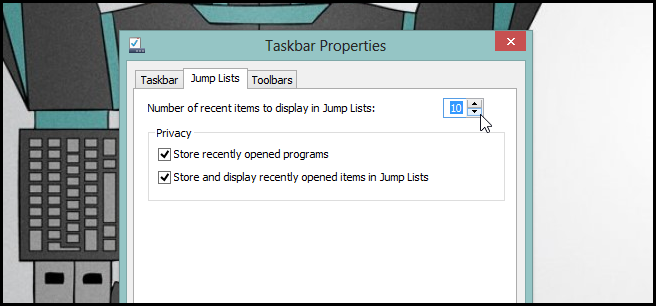 Taskbar Properties
Taskbar Jump Lists Toolbars
Number of recent items to display in Jump Lists: 10
Privacy
Store recently opened programs
Store and display recently opened items in Jump Lists